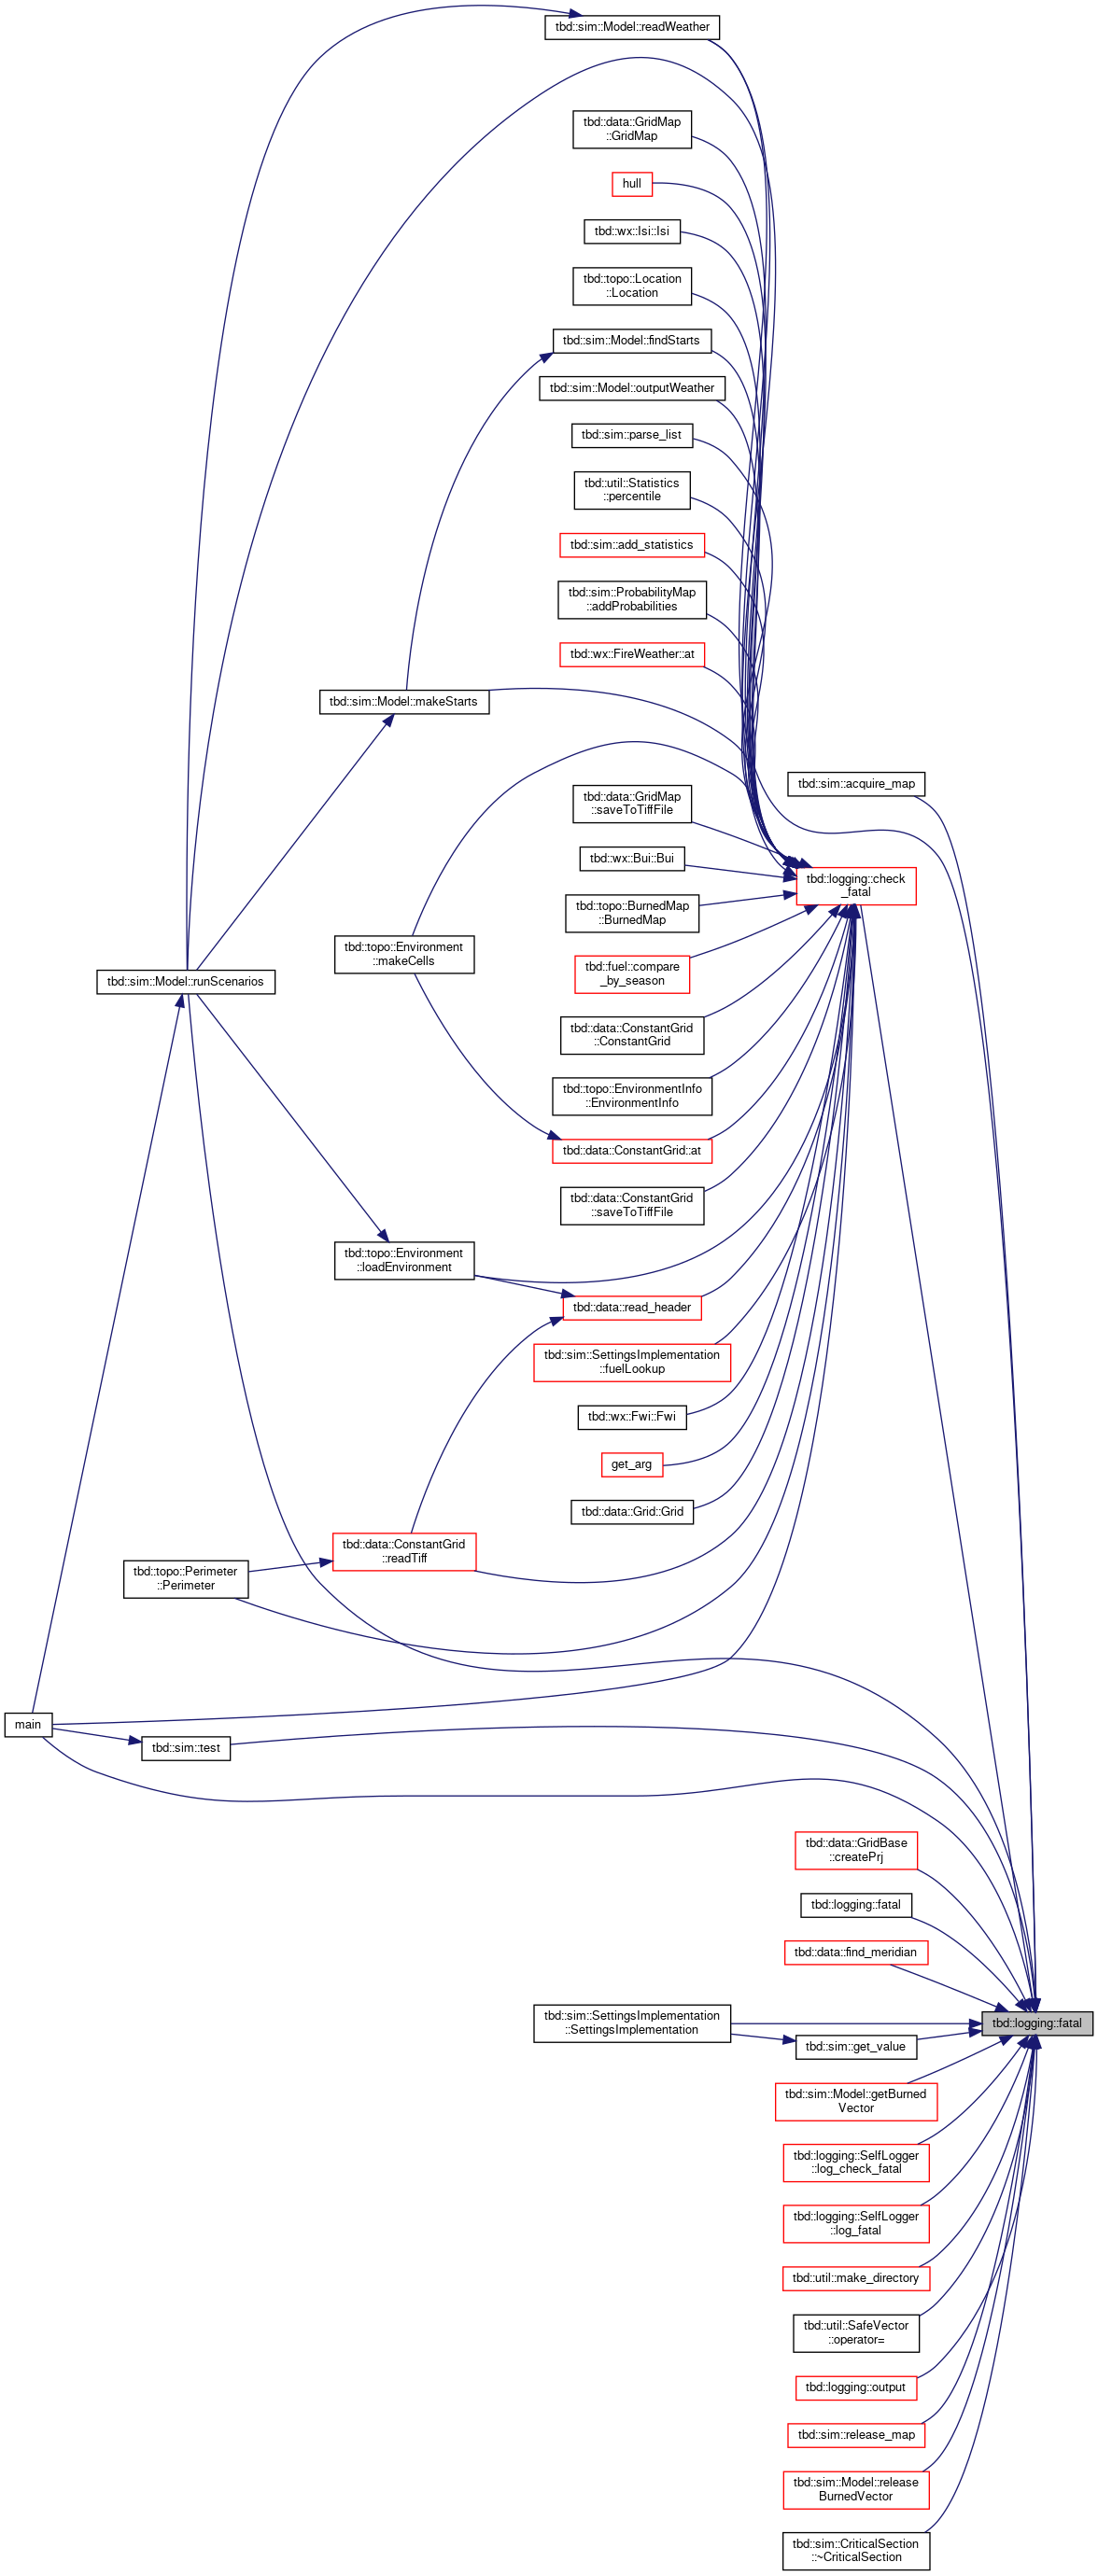 tbd::sim::Model::readWeather
tbd::data::GridMap
::GridMap
hull
tbd::wx::Isi::Isi
tbd::topo::Location
::Location
tbd::sim::Model::findStarts
tbd::sim::Model::outputWeather
tbd::sim::parse_list
tbd::util::Statistics
::percentile
tbd::sim::add_statistics
tbd::sim::ProbabilityMap
::addProbabilities
tbd::wx::FireWeather::at
tbd::sim::Model::makeStarts
tbd::sim::acquire_map
tbd::data::GridMap
::saveToTiffFile
tbd::wx::Bui::Bui
tbd::logging::check
_fatal
tbd::topo::BurnedMap
::BurnedMap
tbd::topo::Environment
::makeCells
tbd::fuel::compare
_by_season
tbd::sim::Model::runScenarios
tbd::data::ConstantGrid
::ConstantGrid
tbd::topo::EnvironmentInfo
::EnvironmentInfo
tbd::data::ConstantGrid::at
tbd::data::ConstantGrid
::saveToTiffFile
tbd::topo::Environment
::loadEnvironment
tbd::data::read_header
tbd::sim::SettingsImplementation
::fuelLookup
tbd::wx::Fwi::Fwi
get_arg
tbd::data::Grid::Grid
tbd::data::ConstantGrid
::readTiff
tbd::topo::Perimeter
::Perimeter
main
tbd::sim::test
tbd::data::GridBase
::createPrj
tbd::logging::fatal
tbd::data::find_meridian
tbd::sim::SettingsImplementation
::SettingsImplementation
tbd::logging::fatal
tbd::sim::get_value
tbd::sim::Model::getBurned
Vector
tbd::logging::SelfLogger
::log_check_fatal
tbd::logging::SelfLogger
::log_fatal
tbd::util::make_directory
tbd::util::SafeVector
::operator=
tbd::logging::output
tbd::sim::release_map
tbd::sim::Model::release
BurnedVector
tbd::sim::CriticalSection
::~CriticalSection